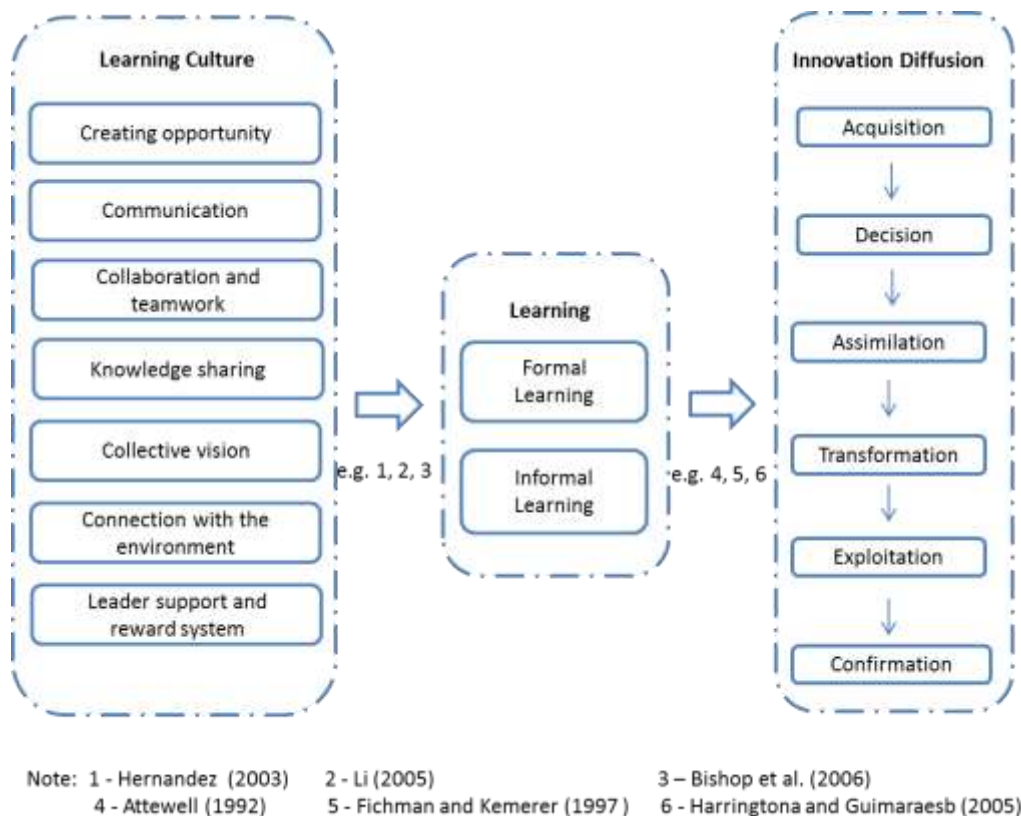 Learning Culture
Creating opportunity
Communication
Collaboration and
teamwork
Knowledge sharing
Collective vision
Connection with the
environment
Leader support and
reward system
e.g. 1, 2, 3
Learning
Formal
Learning
Informal
Learning
e.g. 4, 5, 6
Innovation Diffusion
Acquisition
Decision
Assimilation
Transformation
Exploitation
Confirmation
Note: 1 - Hernandez (2003) 2 - Li (2005) 3 – Bishop et al. (2006)
4 - Attewell (1992) 5 - Fichman and Kemerer (1997 ) 6 - Harringtona and Guimaraesb (2005)